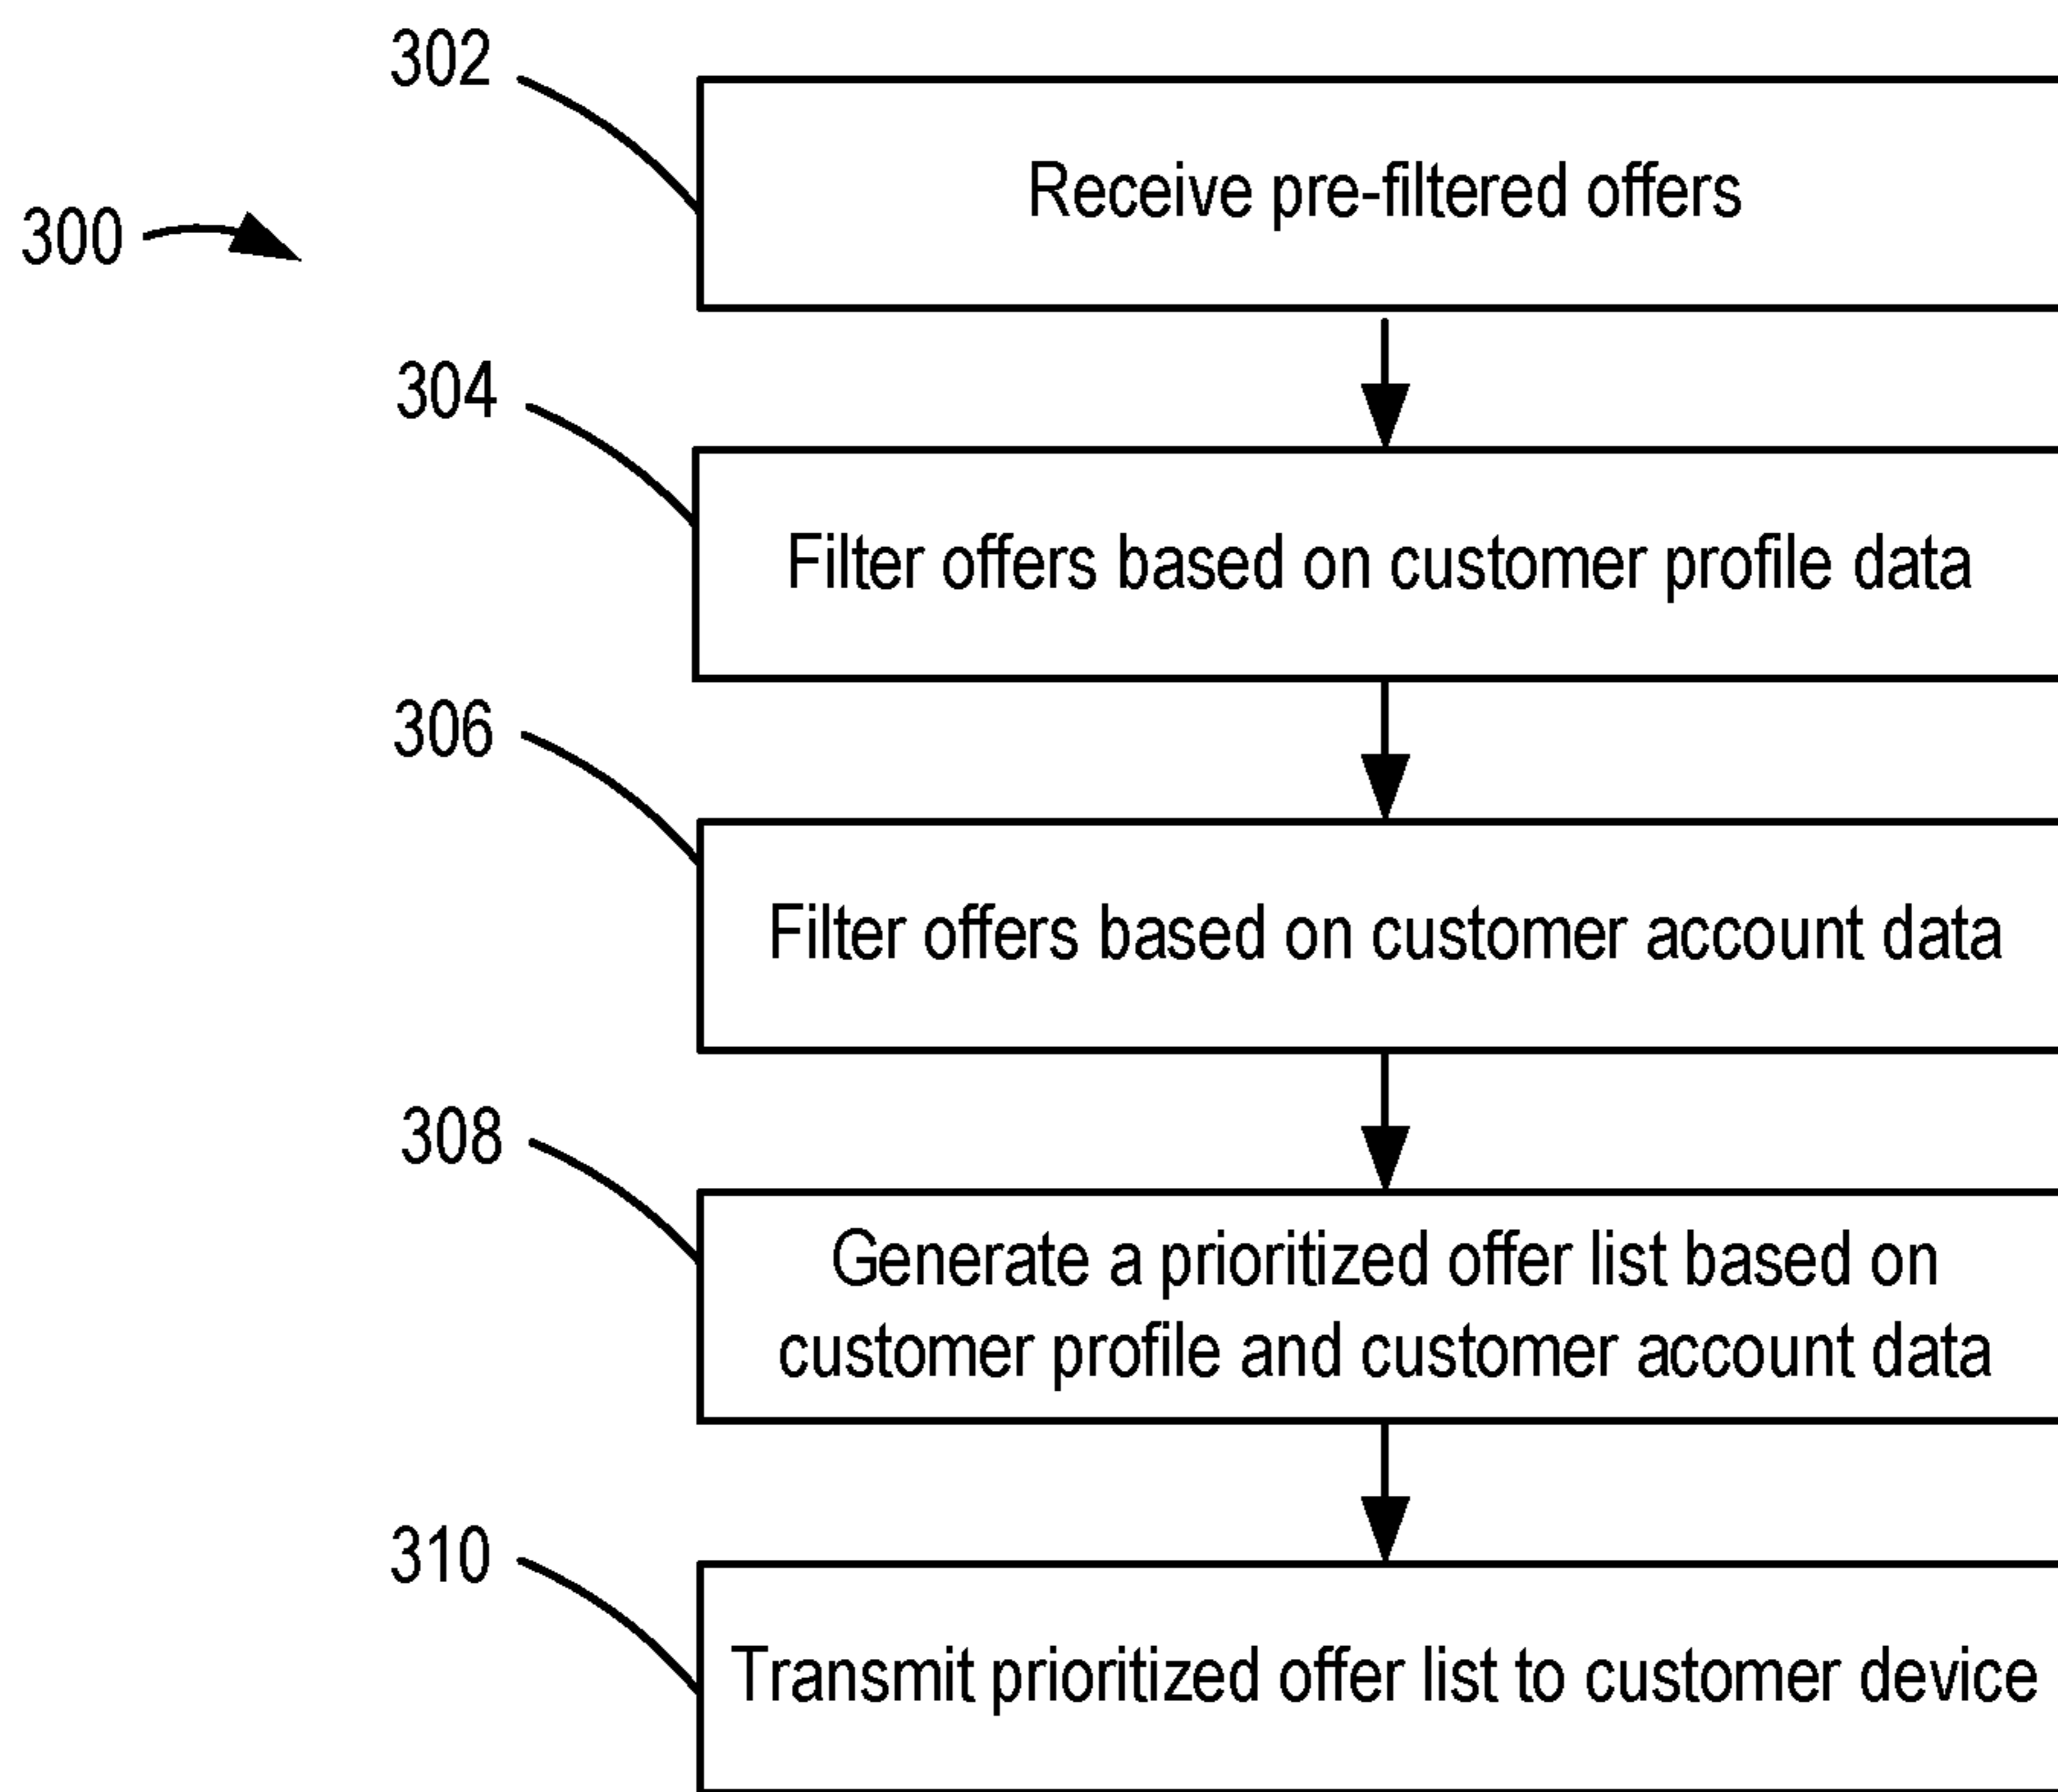 302
Receive pre-filtered offers
300
304
Filter offers based on customer profile data
306
Filter offers based on customer account data
308
Generate a prioritized offer list based on
customer profile and customer account data
310
Transmit prioritized offer list to customer device